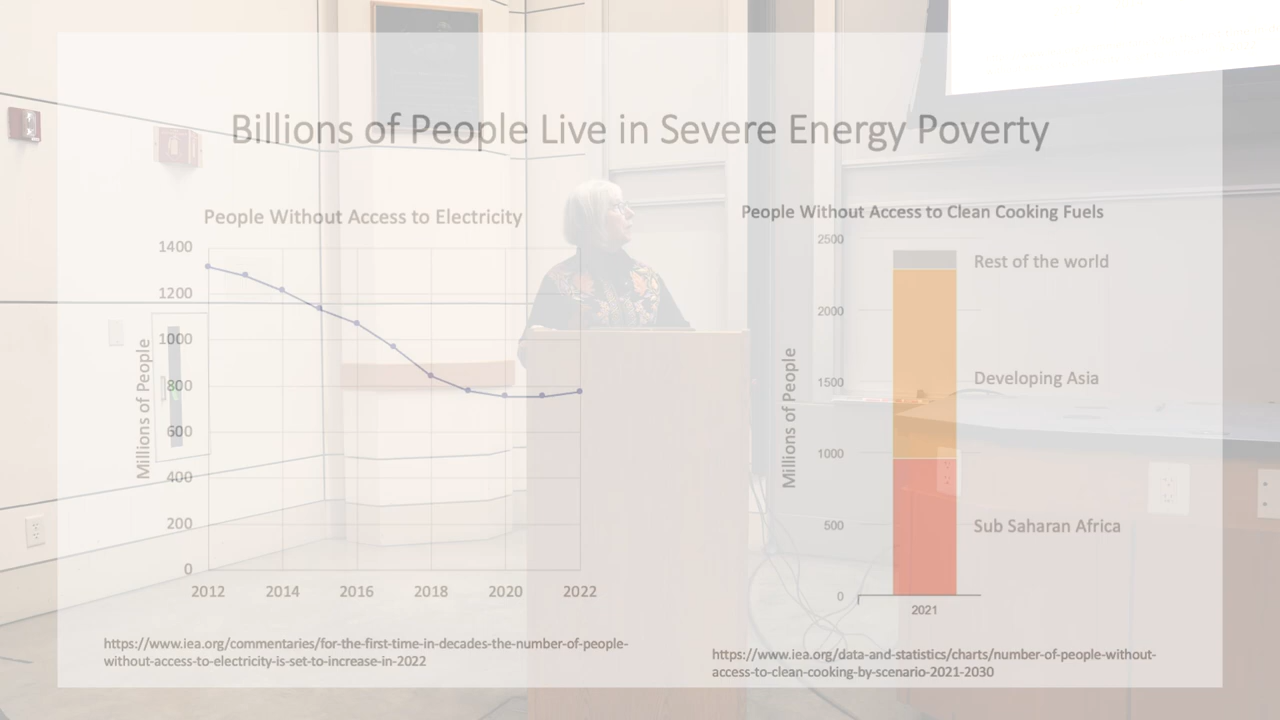 Billions of People Live in Severe Energy Poverty
People Without Access to Electricity
1400
1200
1000
800
600
400
200
0
Millions of People
2012 2014 2016 2018 2020 2022
https://www.iea.org/commentaries/for-the-first-time-in-decades-the-number-of-people-
without-access-to-electricity-is-set-to-increase-in-2022
People Without Access to Clean Cooking Fuels
2500
2000
1500
1000
500
0
Millions of People
Rest of the world
Developing Asia
Sub Saharan Africa
2021
https://www.iea.org/data-and-statistics/charts/number-of-people-without-
access-to-clean-cooking-by-scenario-2021-2030